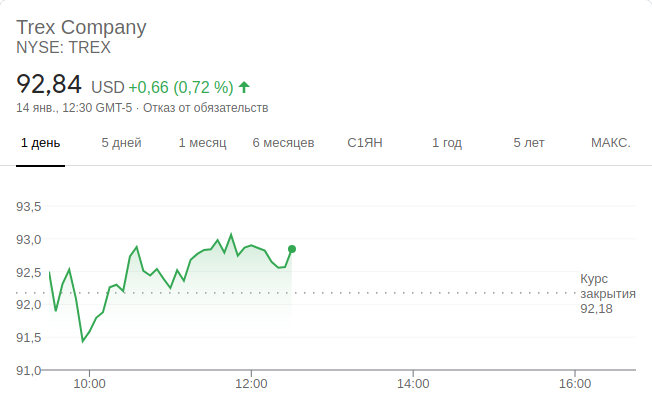 Trex Company
NYSE: TREX
92,84 USD +0,66 (0,72 %)
14 янв., 12:30 GMT-5 · Отказ от обязательств
1 день 5 дней 1 месяц 6 месяцев С1ЯН 1 год 5 лет МАКС.
93,5
93,0
92,5
92,0
91,5
91,0
Курс
закрытия
92,18
10:00 12:00 14:00 16:00